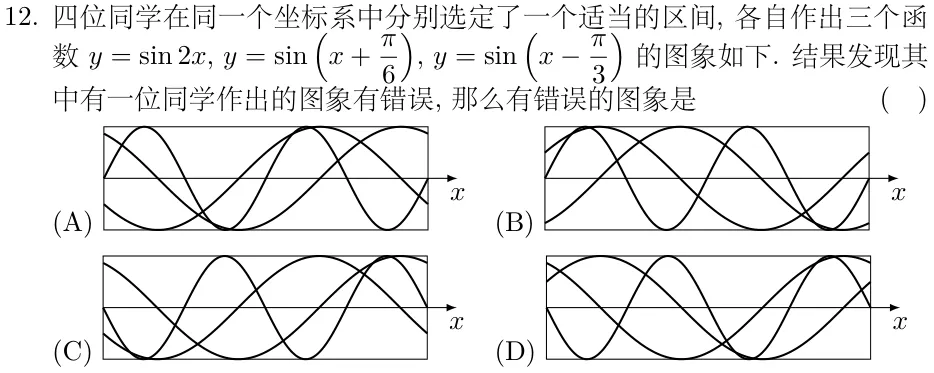 12. 四位同学在同一个坐标系中分别选定了一个适当的区间, 各自作出三个函
数 y = sin 2x, y = sin(x + π/6), y = sin(x − π/3) 的图象如下. 结果发现其
中有一位同学作出的图象有错误, 那么有错误的图象是 ( )
(A) x
(B) x
(C) x
(D) x